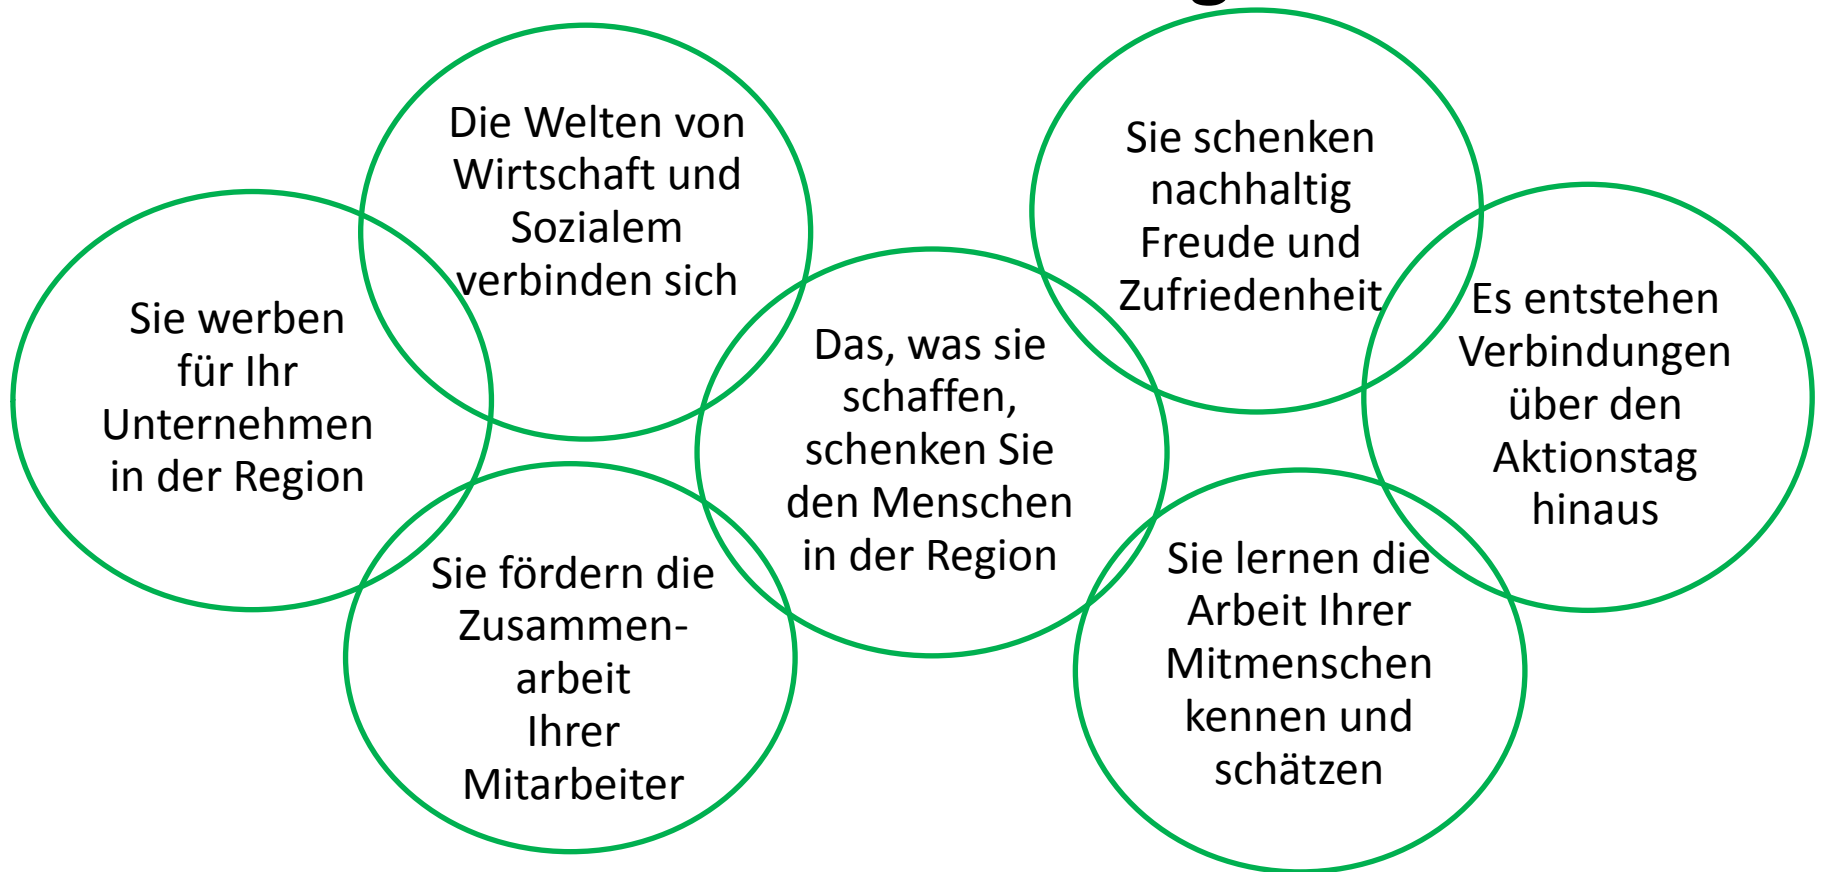 Die Welten von
Wirtschaft und
Sozialem
verbinden sich
Sie schenken
nachhaltig
Freude und
Zufriedenheit
Sie werben
für Ihr
Unternehmen
in der Region
Das, was sie
schaffen,
schenken Sie
den Menschen
in der Region
Es entstehen
Verbindungen
über den
Aktionstag
hinaus
Sie fördern die
Zusammen-
arbeit
Ihrer
Mitarbeiter
Sie lernen die
Arbeit Ihrer
Mitmenschen
kennen und
schätzen